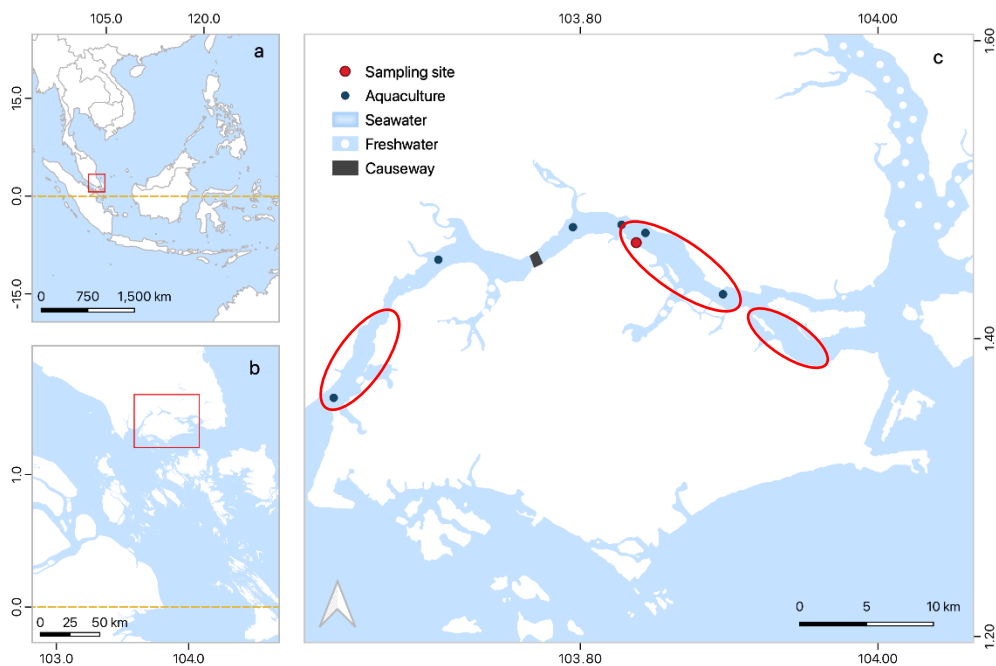 105.0 120.0
a
15.0
0.0
-15.0
0 750 1,500 km
b
1.0
0.0
0 25 50 km
103.0 104.0
103.80 104.00
c
Sampling site
Aquaculture
Seawater
Freshwater
Causeway
1.60
1.40
1.20
0 5 10 km
103.80 104.00